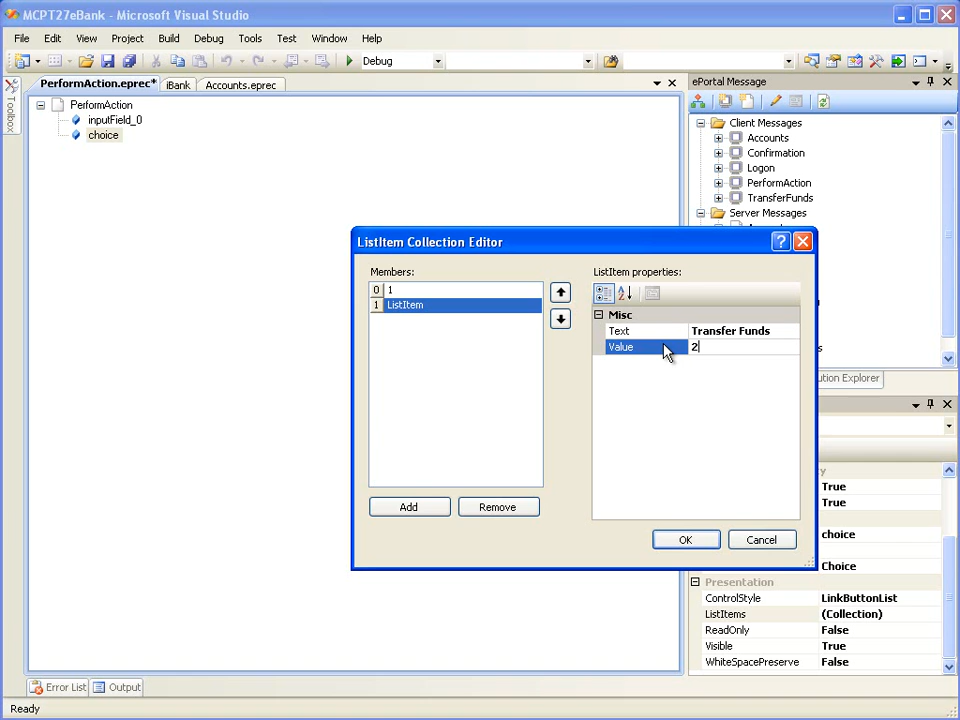 MCPT27eBank - Microsoft Visual Studio
File Edit View Project Build Debug Tools Test Window Help
Debug
PerformAction.eprec* iBank Accounts.eprec
ePortal Message
Toolbox
PerformAction
inputField_0
choice
Client Messages
Accounts
Confirmation
Logon
PerformAction
TransferFunds
Server Messages
ListItem Collection Editor
Members:
0 1
1 ListItem
ListItem properties:
Misc
Text Transfer Funds
Value 2
Add Remove
OK Cancel
ution Explorer
True
True
choice
Choice
Presentation
ControlStyle LinkButtonList
ListItems (Collection)
ReadOnly False
Visible True
WhiteSpacePreserve False
Error List Output
Ready